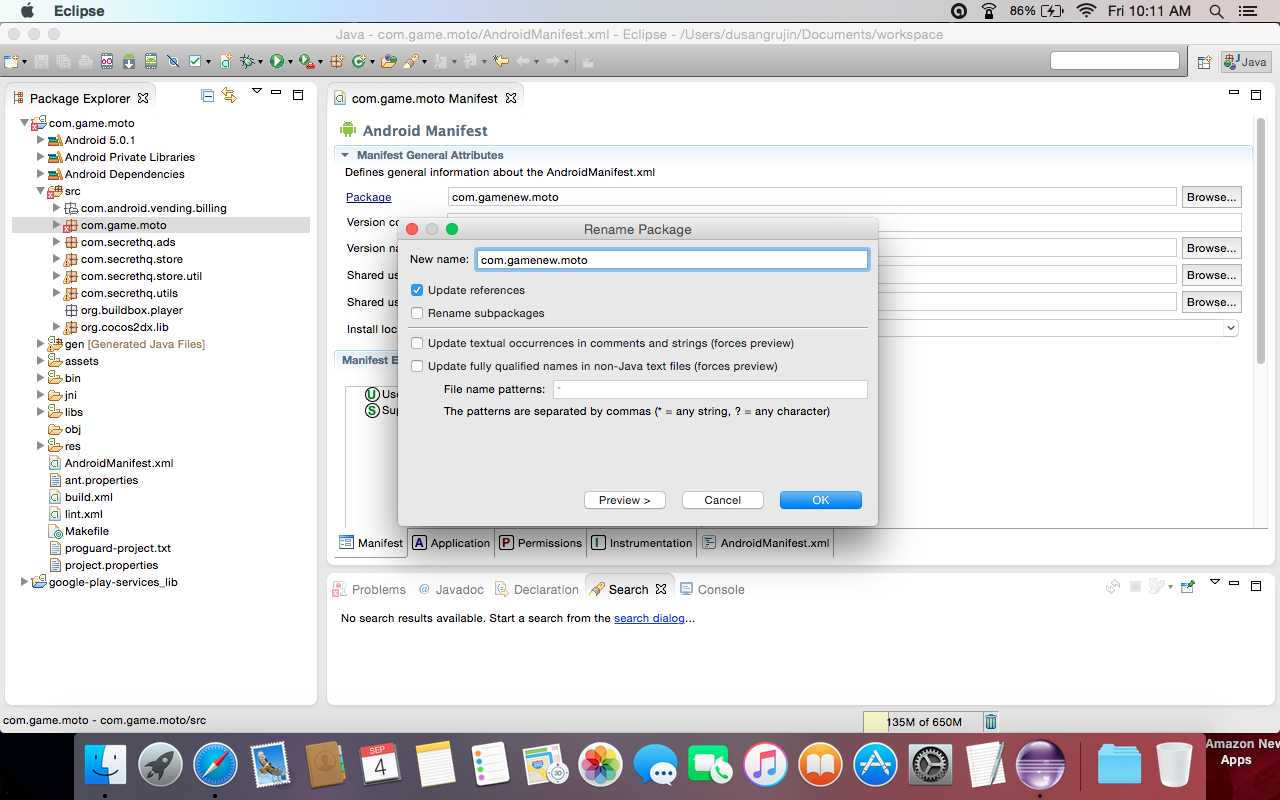 Eclipse
86%
Fri 10:11 AM
Java - com.game.moto/AndroidManifest.xml - Eclipse - /Users/dusangrujin/Documents/workspace
Java
Package Explorer
com.game.moto
Android 5.0.1
Android Private Libraries
Android Dependencies
src
com.android.vending.billing
com.game.moto
com.secrethq.ads
com.secrethq.store
com.secrethq.store.util
com.secrethq.utils
org.buildbox.player
org.cocos2dx.lib
gen [Generated Java Files]
assets
bin
jni
libs
obj
res
AndroidManifest.xml
ant.properties
build.xml
lint.xml
Makefile
proguard-project.txt
project.properties
google-play-services_lib
com.game.moto Manifest
Android Manifest
Manifest General Attributes
Defines general information about the AndroidManifest.xml
Package com.gamenew.moto Browse...
Version co
Version na Browse...
Shared us Browse...
Shared us Browse...
Install loc
Manifest E
U Use
S Sup
Rename Package
New name: com.gamenew.moto
Update references
Rename subpackages
Update textual occurrences in comments and strings (forces preview)
Update fully qualified names in non-Java text files (forces preview)
File name patterns: *
The patterns are separated by commas (* = any string, ? = any character)
Preview > Cancel OK
Manifest A Application P Permissions I Instrumentation AndroidManifest.xml
Problems @ Javadoc Declaration Search Console
No search results available. Start a search from the search dialog...
com.game.moto - com.game.moto/src
135M of 650M
SEP
4
Amazon New
Apps